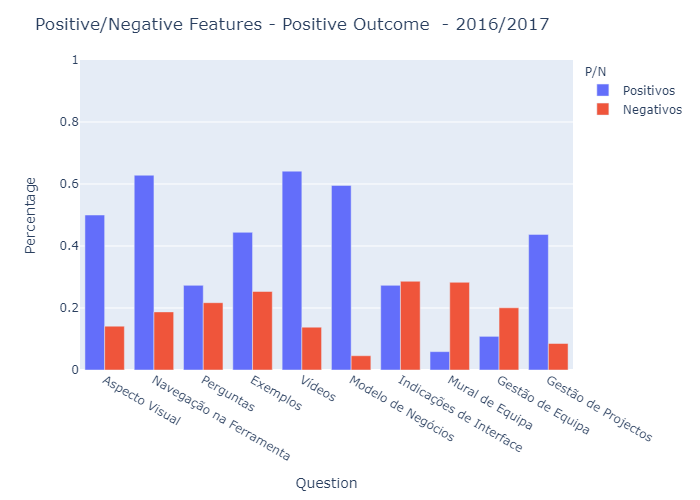 Positive/Negative Features - Positive Outcome  - 2016/2017
P/N
Positivos
Negativos
1
0.8
0.6
0.4
0.2
0
Percentage
Aspecto Visual
Navegação na Ferramenta
Perguntas
Exemplos
Vídeos
Modelo de Negócios
Indicações de Interface
Mural de Equipa
Gestão de Equipa
Gestão de Projectos
Question